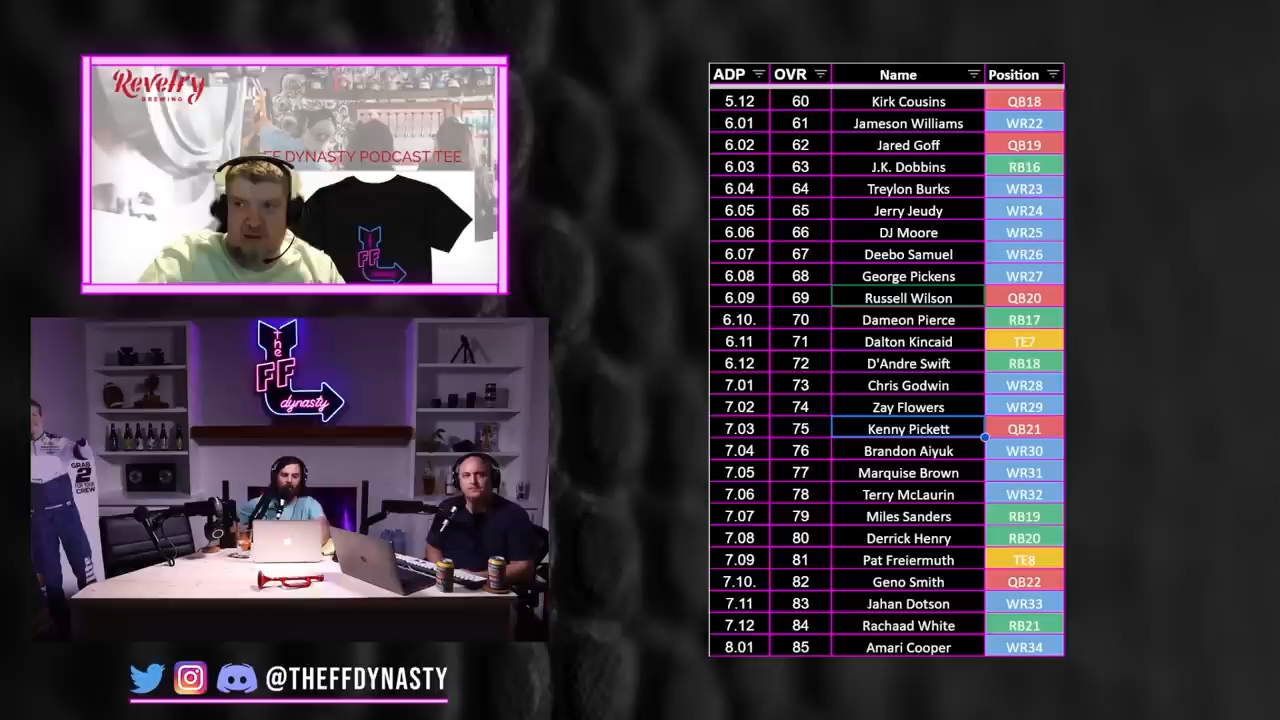 Revelry
BREWING
FF DYNASTY PODCAST TEE
FF
the
FF
dynasty
GRAB
2
FOR YOUR
CREW
@THEFFDYNASTY
ADP OVR Name Position
5.12 60 Kirk Cousins QB18
6.01 61 Jameson Williams WR22
6.02 62 Jared Goff QB19
6.03 63 J.K. Dobbins RB16
6.04 64 Treylon Burks WR23
6.05 65 Jerry Jeudy WR24
6.06 66 DJ Moore WR25
6.07 67 Deebo Samuel WR26
6.08 68 George Pickens WR27
6.09 69 Russell Wilson QB20
6.10. 70 Dameon Pierce RB17
6.11 71 Dalton Kincaid TE7
6.12 72 D'Andre Swift RB18
7.01 73 Chris Godwin WR28
7.02 74 Zay Flowers WR29
7.03 75 Kenny Pickett QB21
7.04 76 Brandon Aiyuk WR30
7.05 77 Marquise Brown WR31
7.06 78 Terry McLaurin WR32
7.07 79 Miles Sanders RB19
7.08 80 Derrick Henry RB20
7.09 81 Pat Freiermuth TE8
7.10. 82 Geno Smith QB22
7.11 83 Jahan Dotson WR33
7.12 84 Rachaad White RB21
8.01 85 Amari Cooper WR34